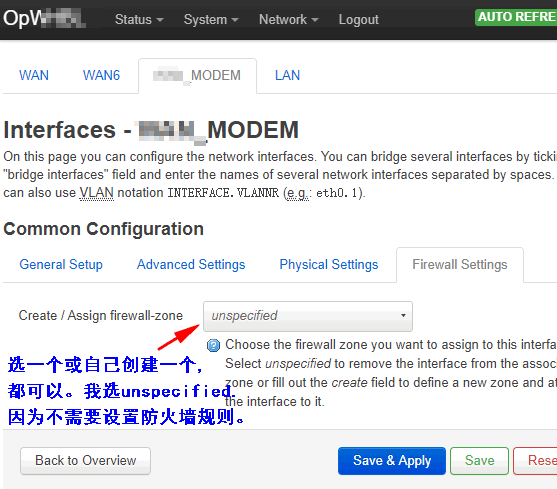 OpW
Status System Network Logout AUTO REFRE
WAN WAN6 _MODEM LAN
Interfaces - _MODEM
On this page you can configure the network interfaces. You can bridge several interfaces by ticki
"bridge interfaces" field and enter the names of several network interfaces separated by spaces.
can also use VLAN notation INTERFACE.VLANNR (e.g.: eth0.1).
Common Configuration
General Setup Advanced Settings Physical Settings Firewall Settings
Create / Assign firewall-zone unspecified
Choose the firewall zone you want to assign to this interfa
Select unspecified to remove the interface from the assoc
zone or fill out the create field to define a new zone and at
the interface to it.
选一个或自己创建一个,
都可以。我选unspecified.
因为不需要设置防火墙规则。
Back to Overview Save & Apply Save Rese